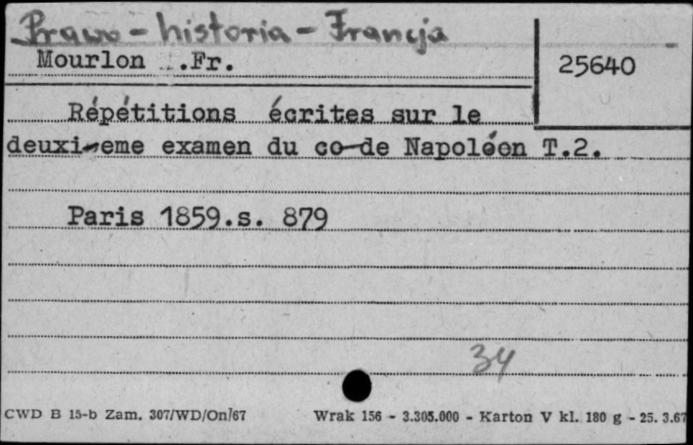 Prawo - historia - Francja
Mourlon .Fr.
25640
Répétitions écrites sur le
deuxi-eme examen du co-de Napoléon T.2.
Paris 1859.s. 879
34
CWD B 15-b Zam. 307/WD/On/67 Wrak 156 - 3.305.000 - Karton V kl. 180 g - 25. 3.67